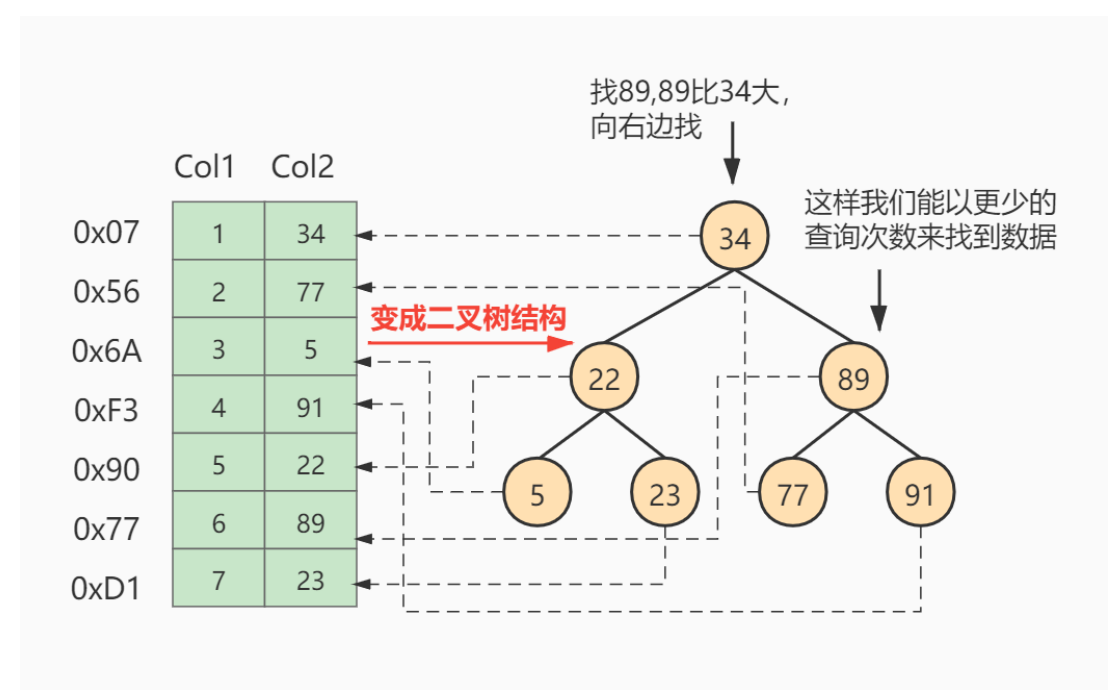 找89,89比34大，
向右边找
Col1 Col2
这样我们能以更少的
查询次数来找到数据
0x07 1 34
34
0x56 2 77
变成二叉树结构
0x6A 3 5
22 89
0xF3 4 91
0x90 5 22
5 23 77 91
0x77 6 89
0xD1 7 23